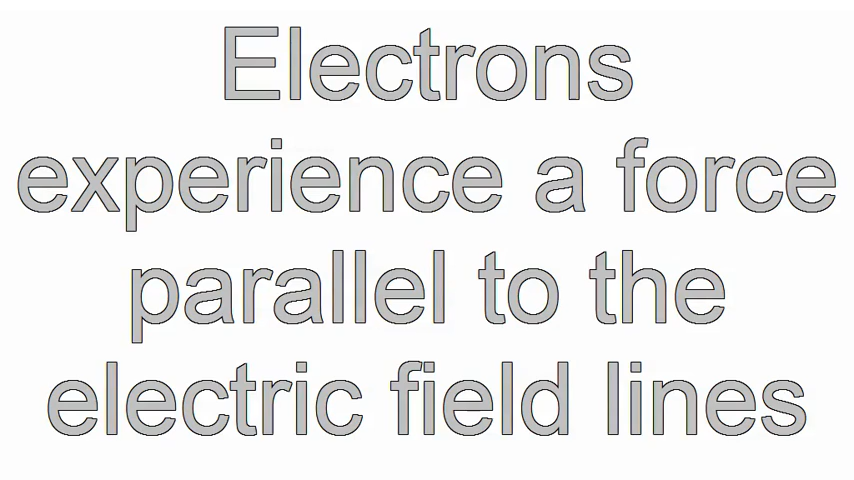 Electrons
experience a force
parallel to the
electric field lines